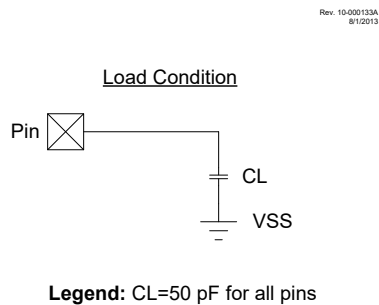 Rev. 10-000133A
8/1/2013
Load Condition
Pin
CL
VSS
Legend: CL=50 pF for all pins